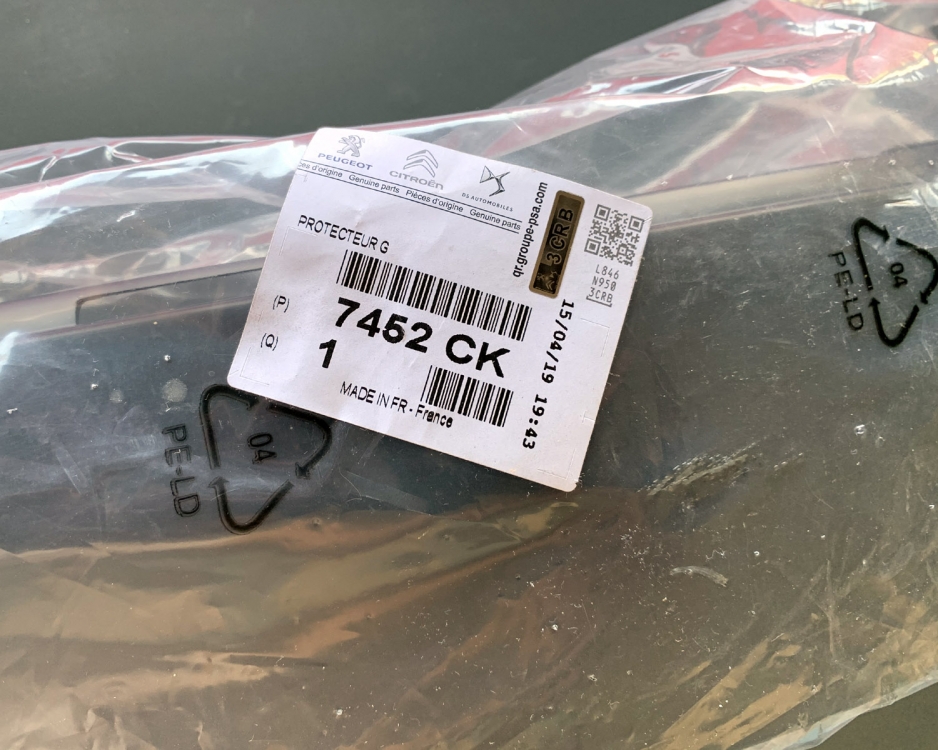 PEUGEOT
CITROËN
DS AUTOMOBILES
es d'origine Genuine parts Pièces d'origine Genuine parts
PROTECTEUR G
(P)
7452 CK
(Q)
1
MADE IN FR - France
qr.groupe-psa.com
3CRB
L846
N950
3CRB
15/04/19 19:43
04
PE-LD
04
PE-LD